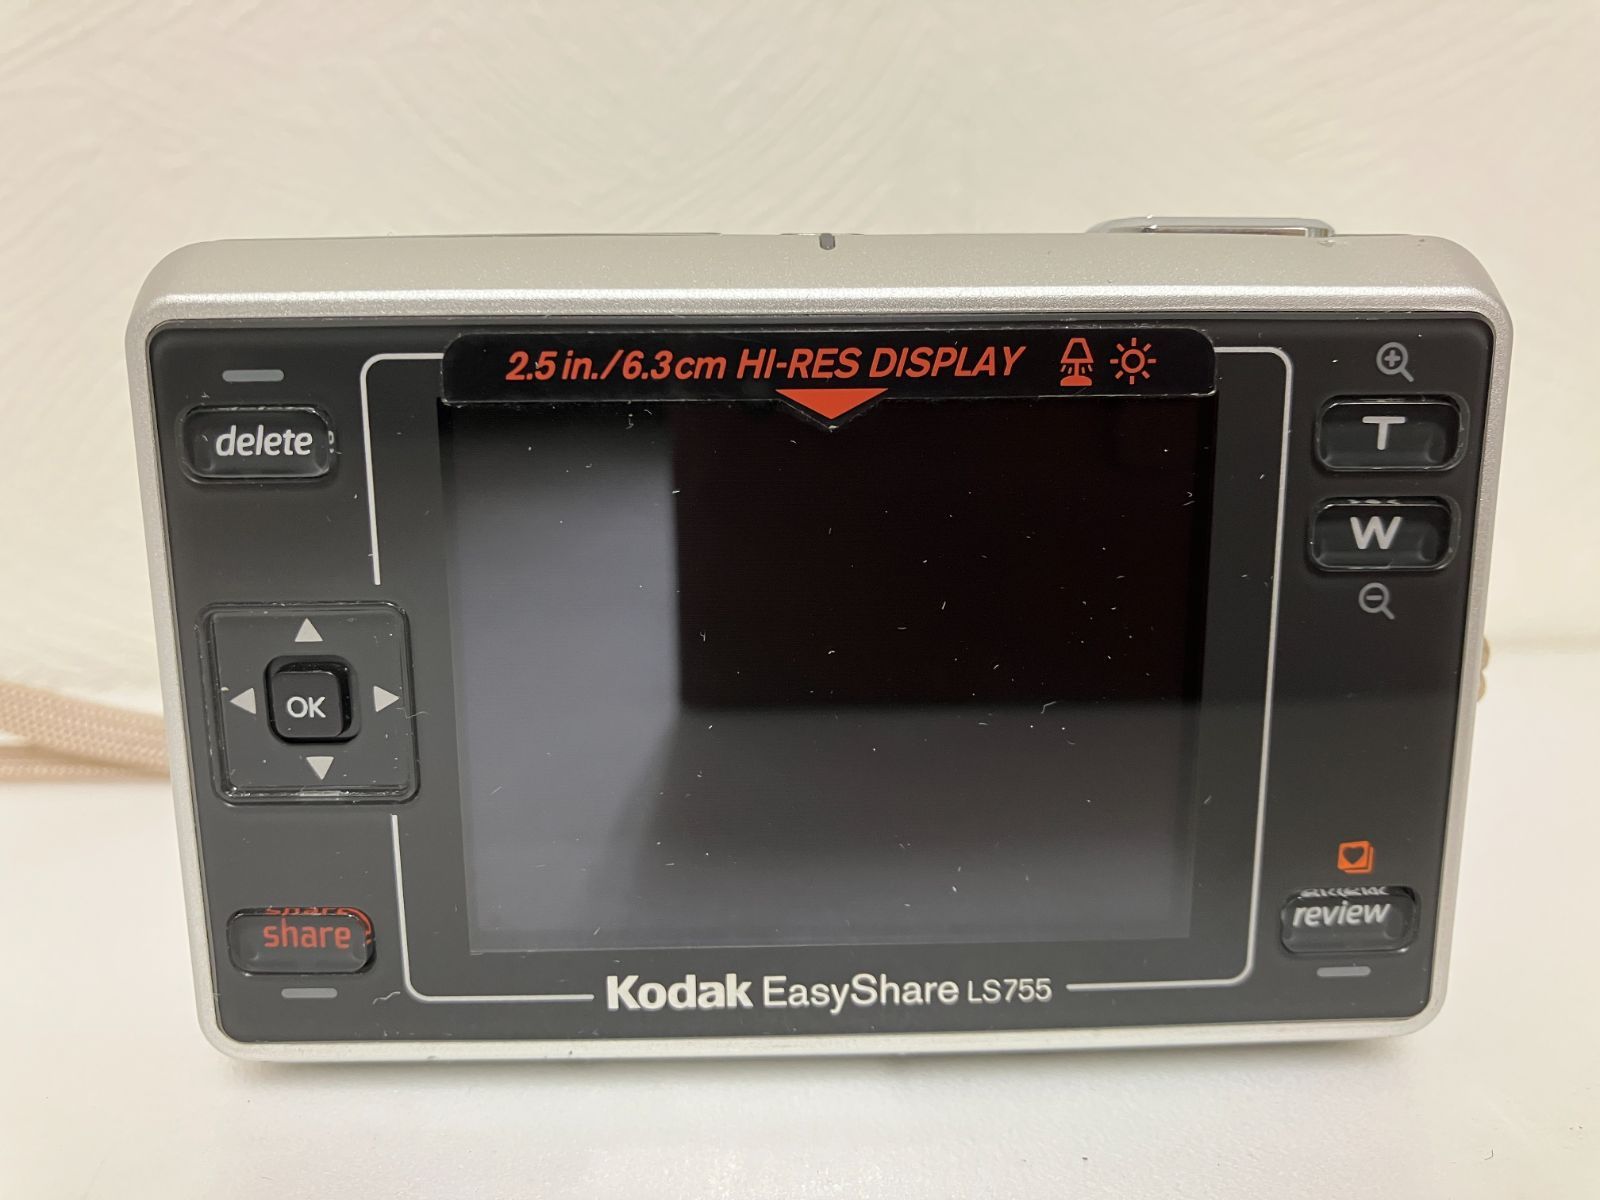 2.5 in./6.3cm HI-RES DISPLAY
delete
T
W
OK
share
review
Kodak EasyShare LS755